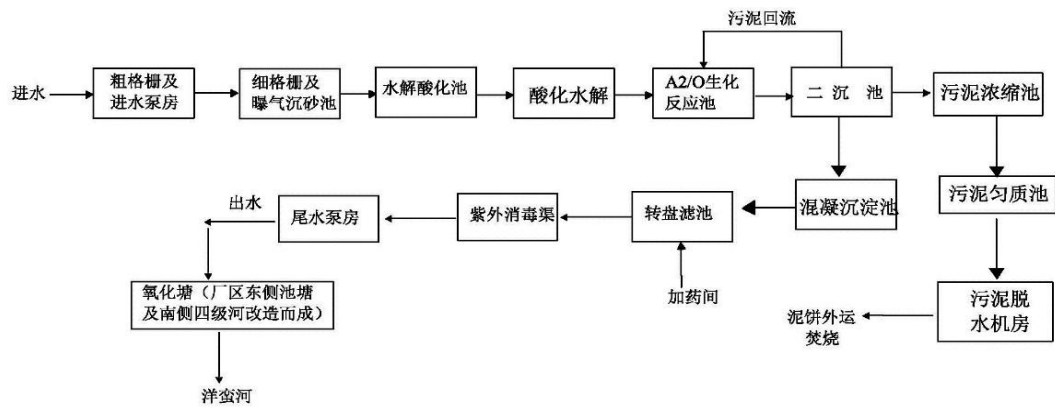 污泥回流
进水
粗格栅及
进水泵房
细格栅及
曝气沉砂池
水解酸化池
酸化水解
A2/O生化
反应池
二 沉 池
污泥浓缩池
出水
尾水泵房
紫外消毒渠
转盘滤池
混凝沉淀池
污泥匀质池
氧化塘（厂区东侧池塘
及南侧四级河改造而成）
加药间
泥饼外运
焚烧
污泥脱
水机房
洋蛮河